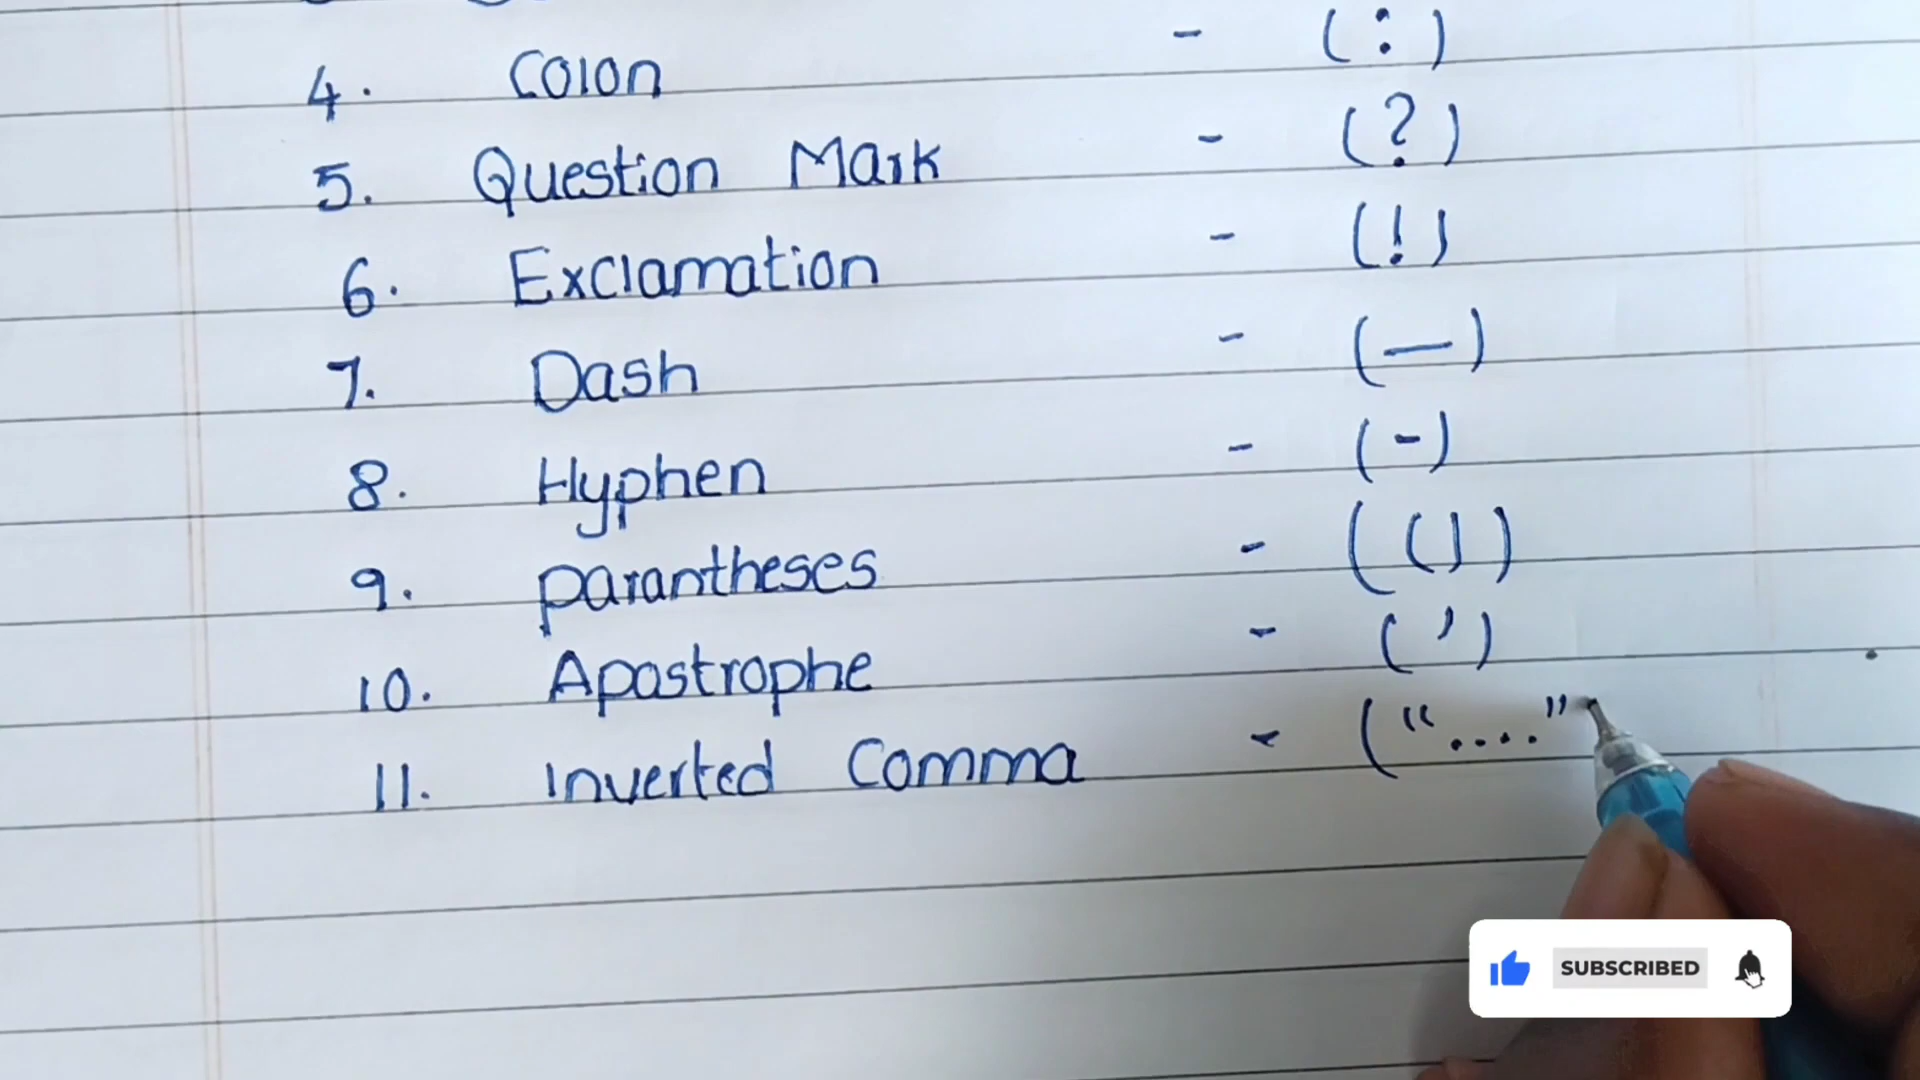 4. Colon - (:)
5. Question Mark - (?)
6. Exclamation - (!)
7. Dash - (—)
8. Hyphen - (-)
9. Parantheses - (())
10. Apostrophe - (’)
11. Inverted Comma - (“....”
SUBSCRIBED